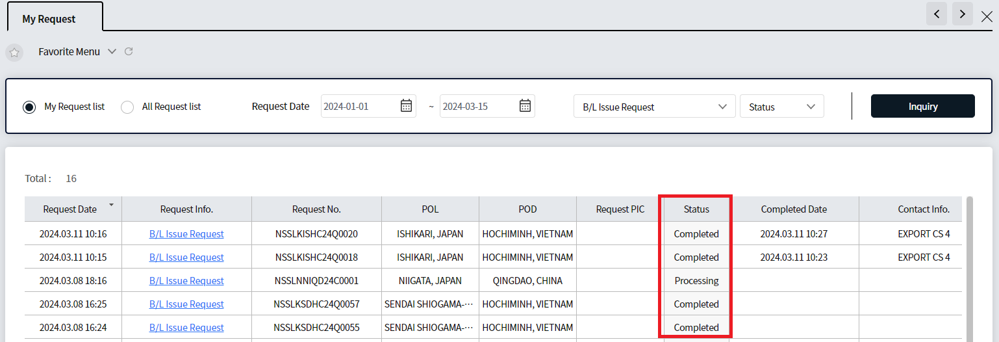 My Request
Favorite Menu
My Request list All Request list Request Date 2024-01-01 ~ 2024-03-15 B/L Issue Request Status Inquiry
Total : 16
Request Date Request Info. Request No. POL POD Request PIC Status Completed Date Contact Info.
2024.03.11 10:16 B/L Issue Request NSSLKISHC24Q0020 ISHIKARI, JAPAN HOCHIMINH, VIETNAM Completed 2024.03.11 10:27 EXPORT CS 4
2024.03.11 10:15 B/L Issue Request NSSLKISHC24Q0018 ISHIKARI, JAPAN HOCHIMINH, VIETNAM Completed 2024.03.11 10:23 EXPORT CS 4
2024.03.08 18:16 B/L Issue Request NSSLNNIQD24C0001 NIIGATA, JAPAN QINGDAO, CHINA Processing
2024.03.08 16:25 B/L Issue Request NSSLKSDHC24Q0057 SENDAI SHIOGAMA-··· HOCHIMINH, VIETNAM Completed
2024.03.08 16:24 B/L Issue Request NSSLKSDHC24Q0055 SENDAI SHIOGAMA-··· HOCHIMINH, VIETNAM Completed